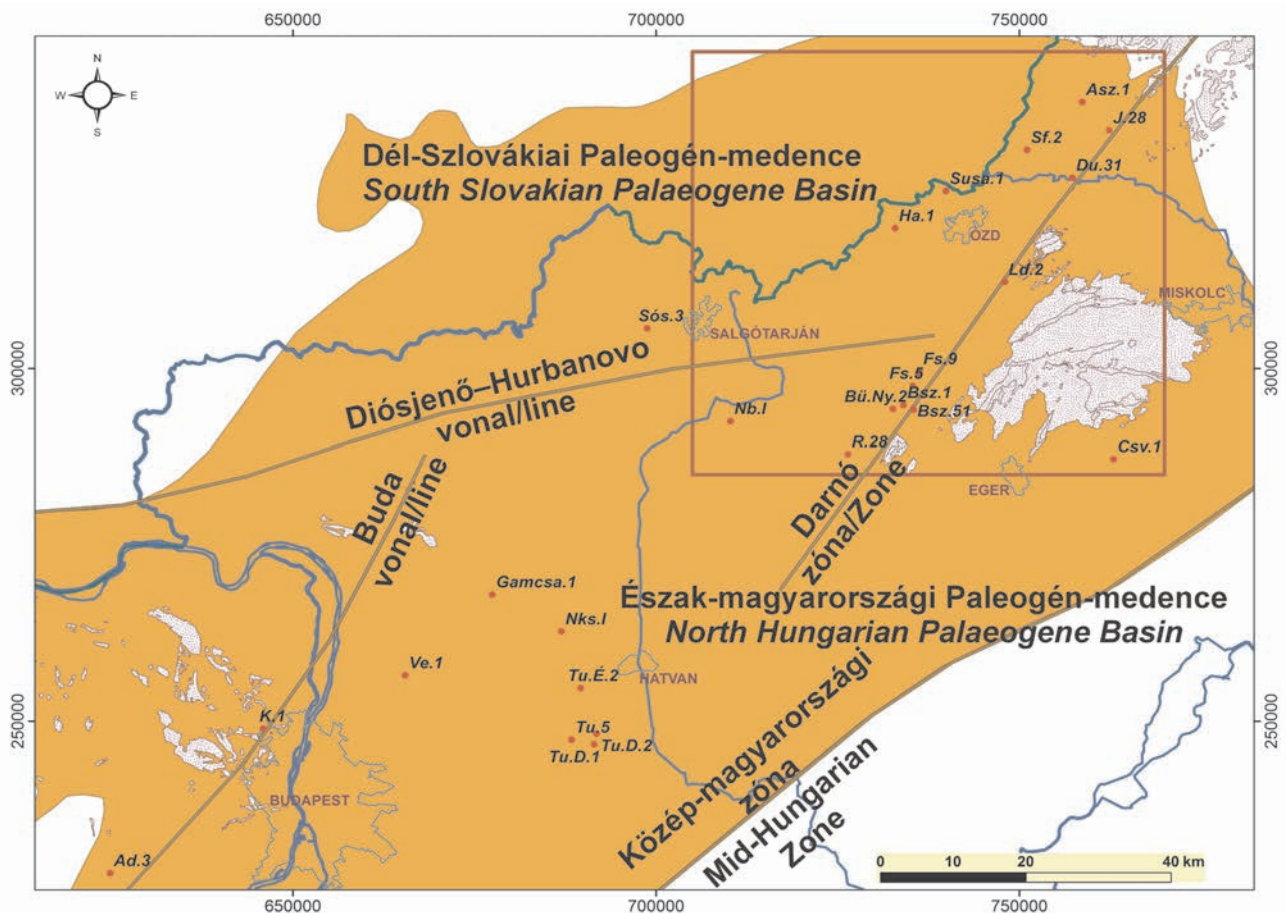 650000
700000
750000
N
W
E
S
Asz.1
J.28
Sf.2
Dél-Szlovákiai Paleogén-medence
South Slovakian Palaeogene Basin
Du.31
Susa.1
Ha.1
ÓZD
Ld.2
MISKOLC
Sós.3
SALGÓTARJÁN
300000
300000
Diósjenő–Hurbanovo
vonal/line
Fs.9
Fs.5
Bü.Ny.2
Bsz.1
Bsz.51
Nb.I
R.28
Csv.1
EGER
Buda
vonal/line
Darnó
zóna/Zone
Gamcsa.1
Észak-magyarországi Paleogén-medence
North Hungarian Palaeogene Basin
Nks.I
Ve.1
Tu.É.2
HATVAN
K.1
250000
250000
Tu.5
Tu.D.2
Tu.D.1
Közép-magyarországi
zóna
Mid-Hungarian
Zone
BUDAPEST
Ad.3
0 10 20 40 km
650000
700000
750000